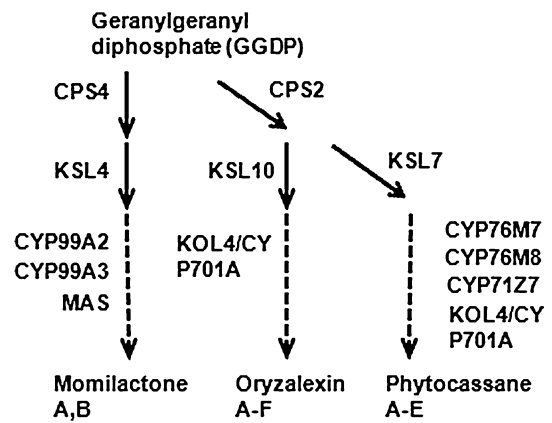 Geranylgeranyl
diphosphate (GGDP)
CPS4
CPS2
KSL4
KSL10
KSL7
CYP99A2
CYP99A3
MAS
KOL4/CY
P701A
CYP76M7
CYP76M8
CYP71Z7
KOL4/CY
P701A
Momilactone
A,B
Oryzalexin
A-F
Phytocassane
A-E